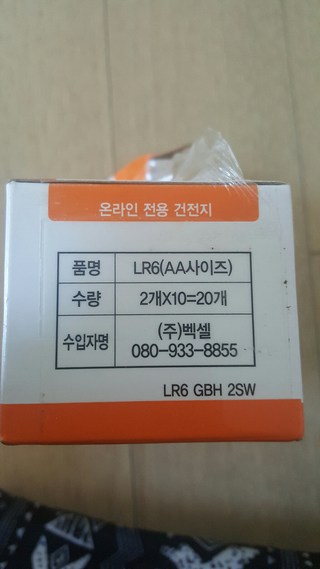 온라인 전용 건전지
품명 LR6(AA사이즈)
수량 2개X10=20개
수입자명 (주)벡셀
080-933-8855
LR6 GBH 2SW